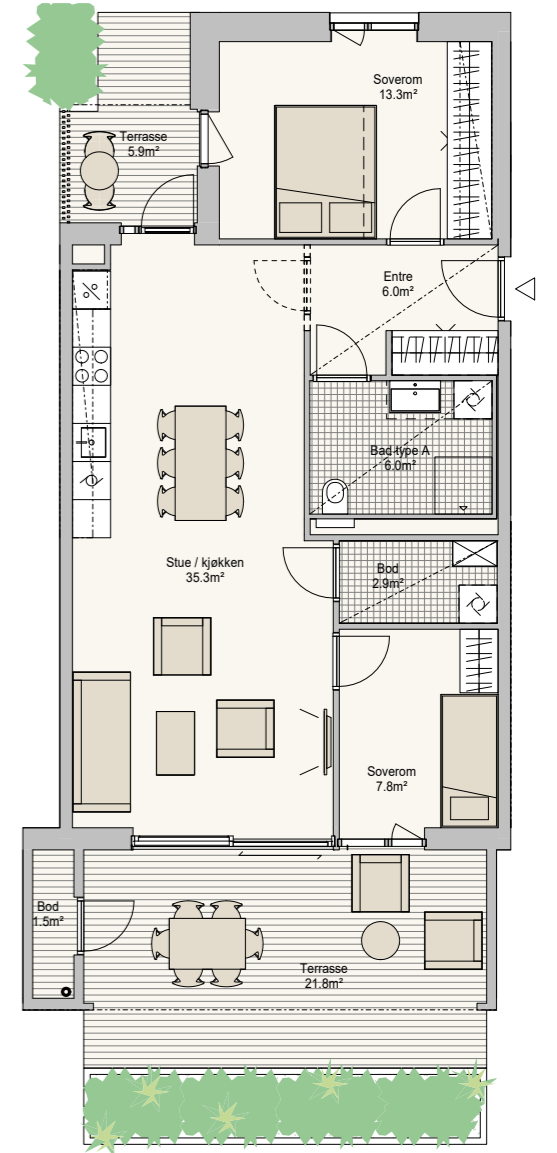 Soverom
13.3m²
Terrasse
5.9m²
Entre
6.0m²
Bad type A
6.0m²
Stue / kjøkken
35.3m²
Bod
2.9m²
Soverom
7.8m²
Bod
1.5m²
Terrasse
21.8m²